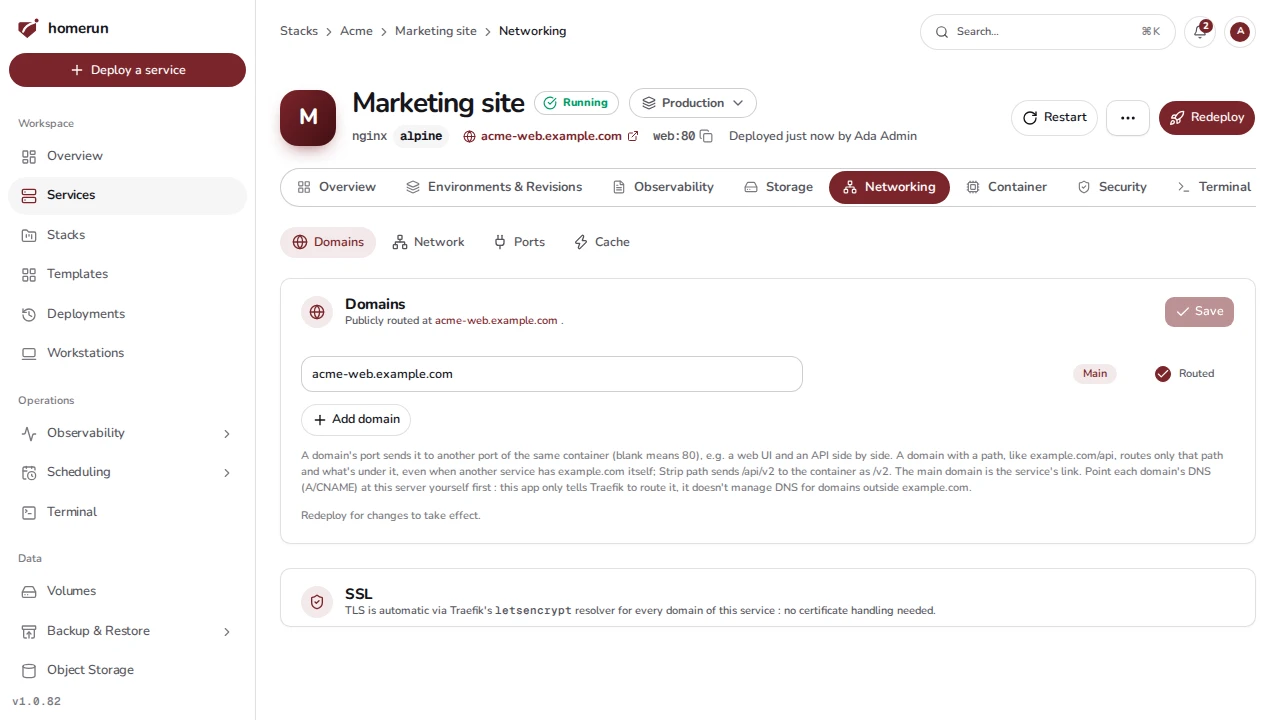 homerun
Deploy a service
Workspace
Overview
Services
Stacks
Templates
Deployments
Workstations
Operations
Observability
Scheduling
Terminal
Data
Volumes
Backup & Restore
Object Storage
v1.0.82
Stacks > Acme > Marketing site > Networking
Search... ⌘K
2
A
M
Marketing site Running Production
nginx alpine acme-web.example.com web:80 Deployed just now by Ada Admin
Restart ... Redeploy
Overview Environments & Revisions Observability Storage Networking Container Security Terminal
Domains Network Ports Cache
Domains
Publicly routed at acme-web.example.com .
Save
acme-web.example.com Main Routed
Add domain
A domain's port sends it to another port of the same container (blank means 80), e.g. a web UI and an API side by side. A domain with a path, like example.com/api, routes only that path
and what's under it, even when another service has example.com itself; Strip path sends /api/v2 to the container as /v2. The main domain is the service's link. Point each domain's DNS
(A/CNAME) at this server yourself first : this app only tells Traefik to route it, it doesn't manage DNS for domains outside example.com.
Redeploy for changes to take effect.
SSL
TLS is automatic via Traefik's letsencrypt resolver for every domain of this service : no certificate handling needed.